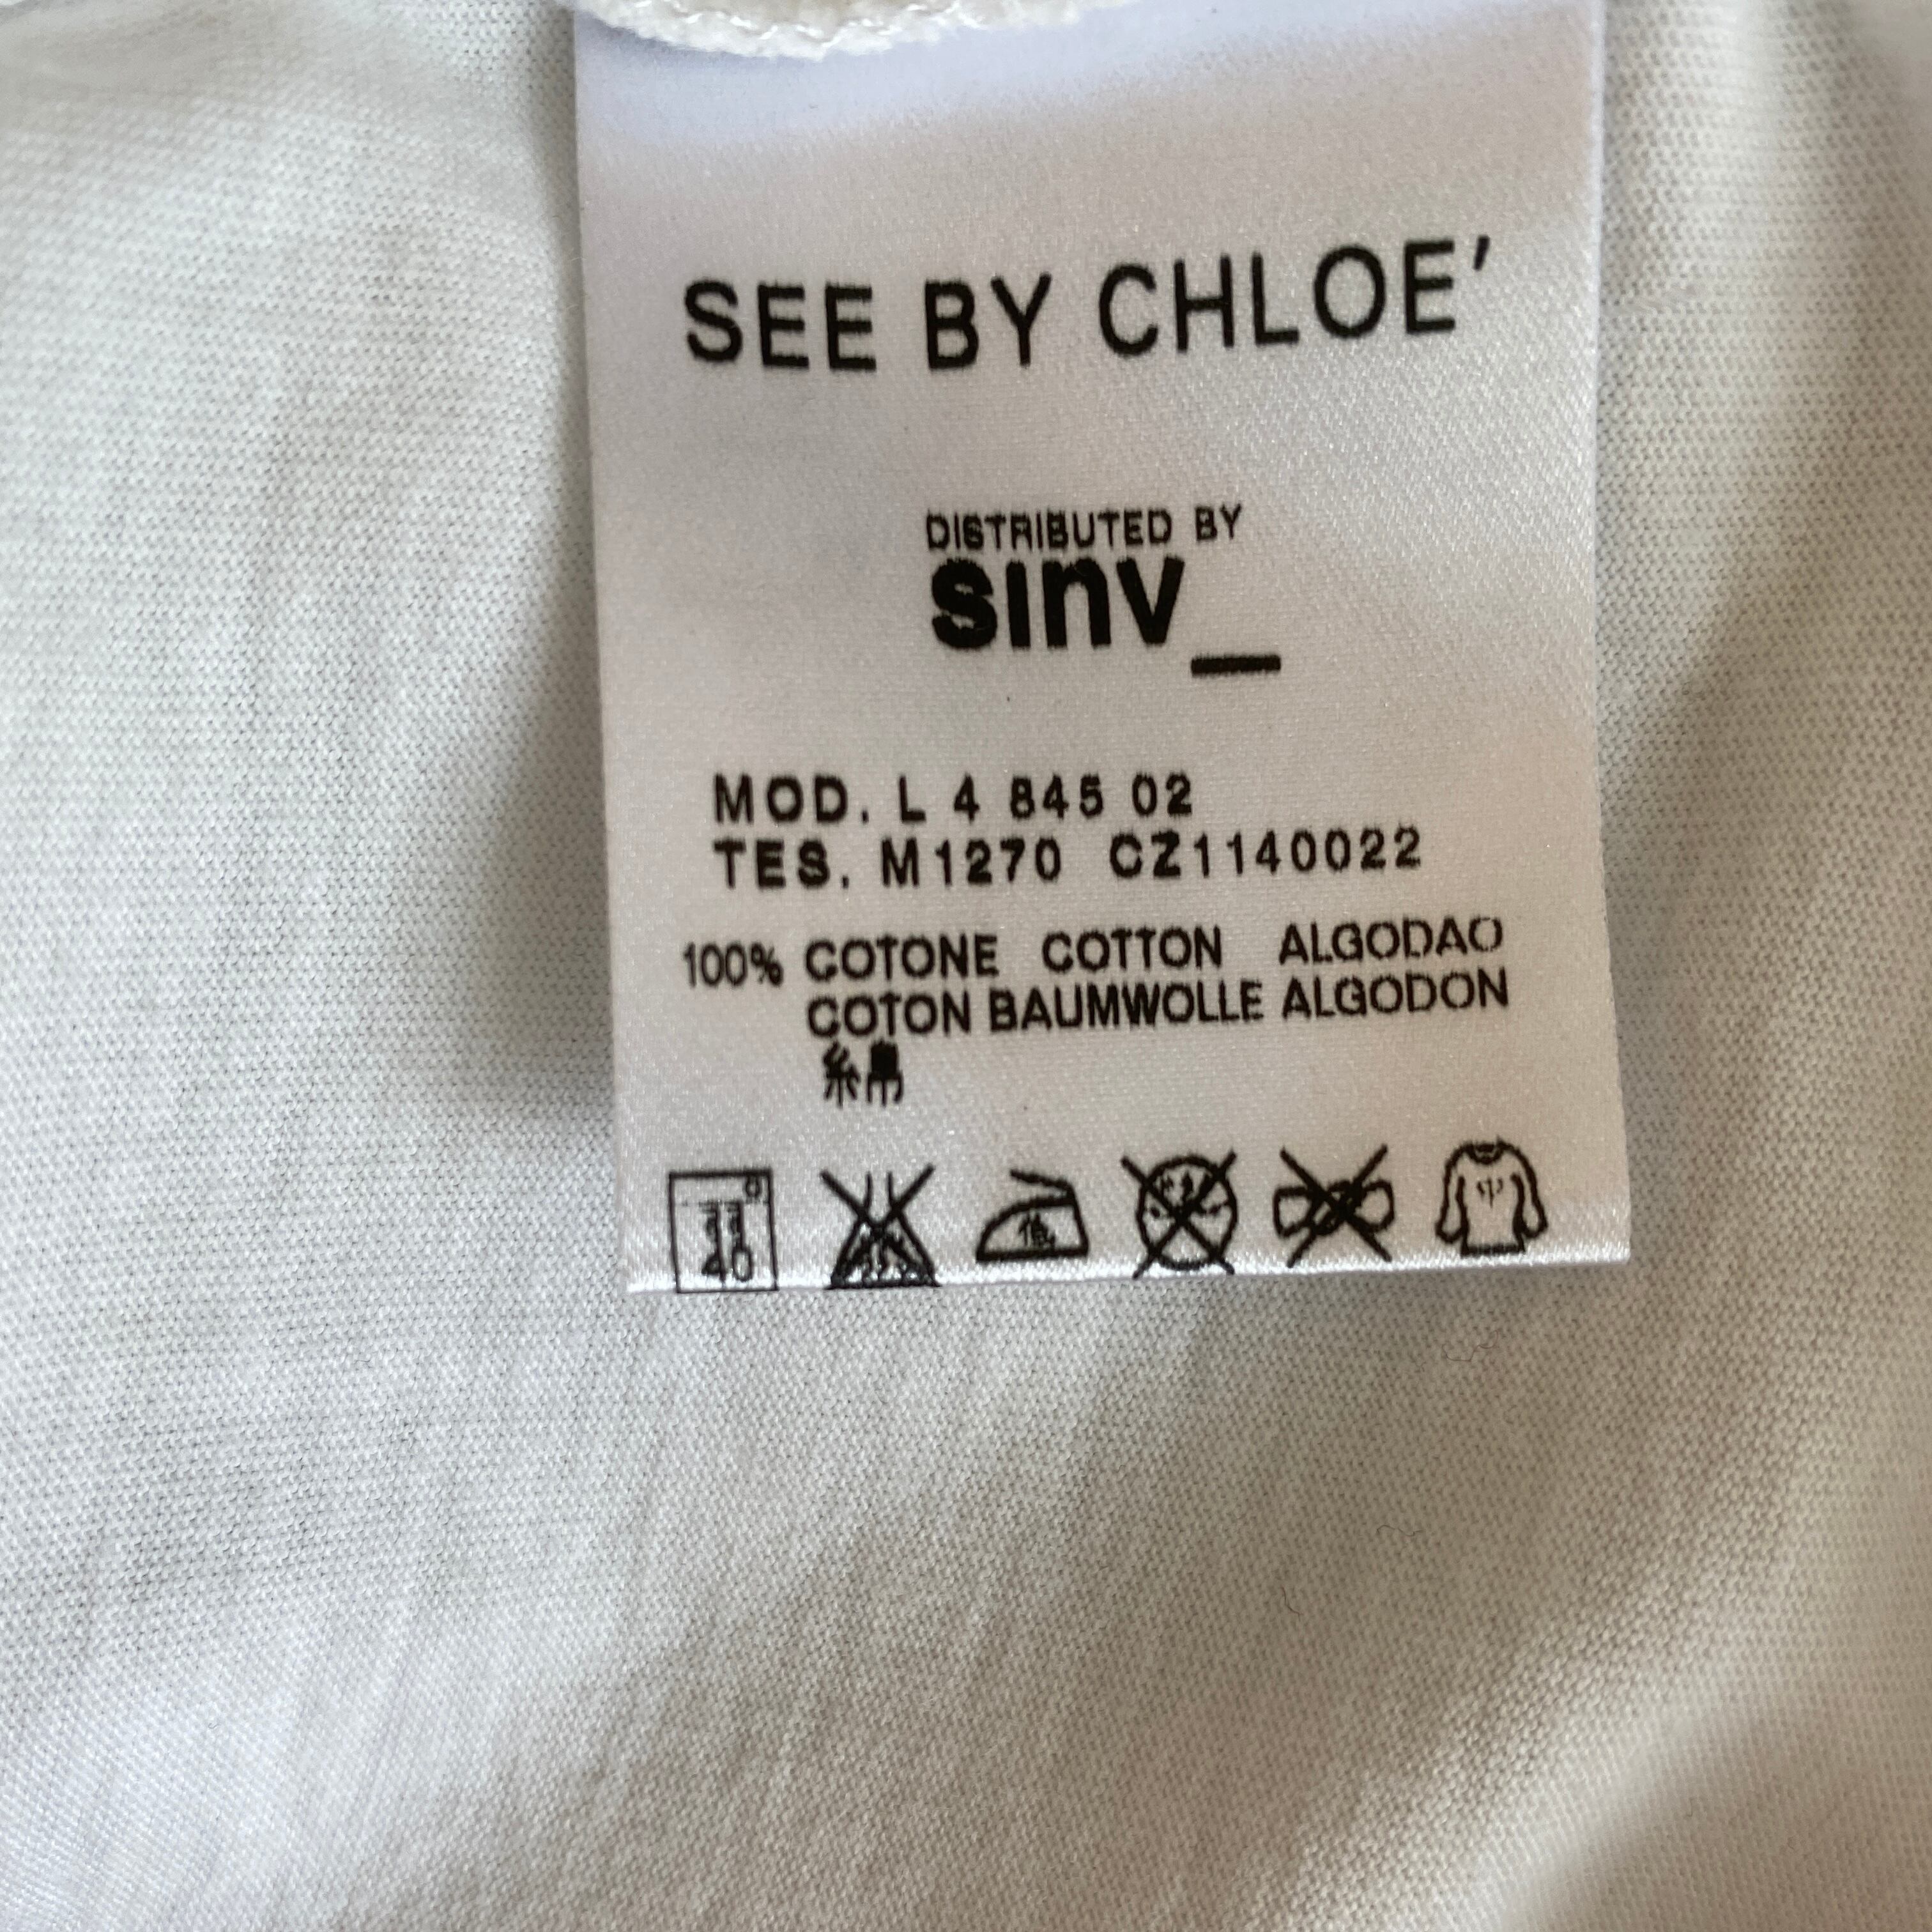 SEE BY CHLOE'
DISTRIBUTED BY
sinv_
MOD. L 4 845 02
TES. M1270 CZ1140022
100% COTONE COTTON ALGODAO
COTON BAUMWOLLE ALGODON
40